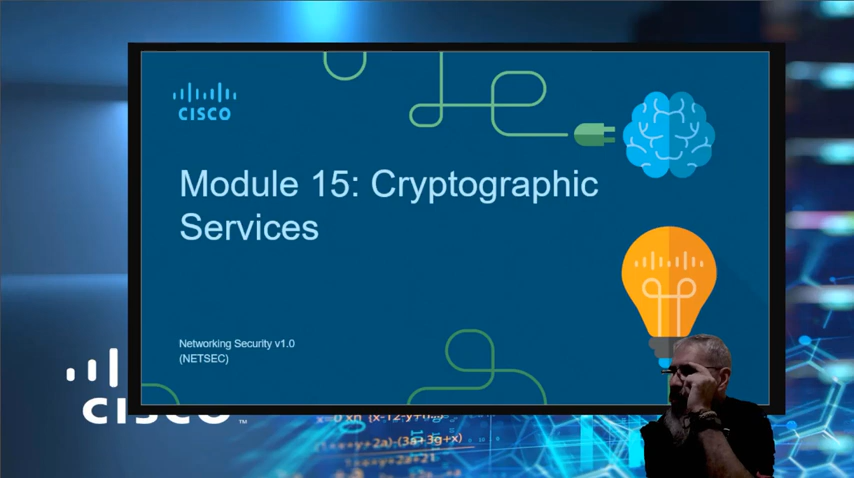 CISCO
Module 15: Cryptographic
Services
Networking Security v1.0
(NETSEC)
CISCO